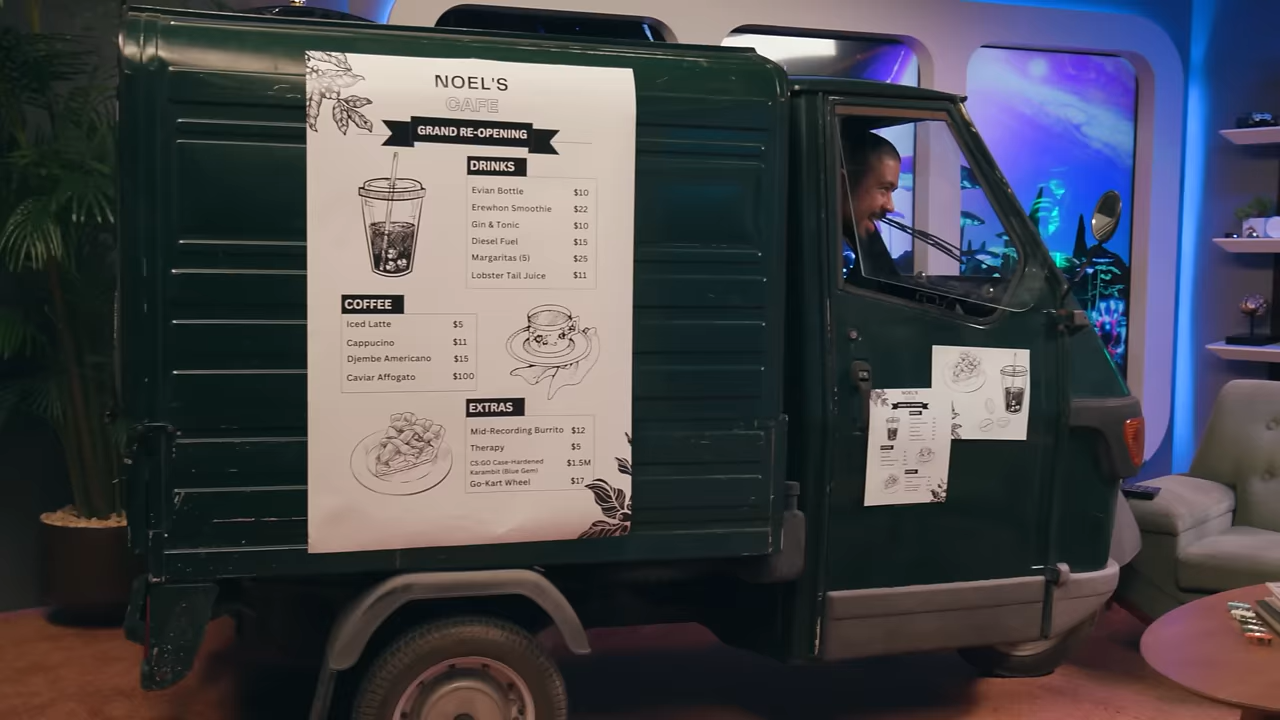 NOEL'S
CAFE
GRAND RE-OPENING
DRINKS
Evian Bottle $10
Erewhon Smoothie $22
Gin & Tonic $10
Diesel Fuel $15
Margaritas (5) $25
Lobster Tail Juice $11
COFFEE
Iced Latte $5
Cappucino $11
Djembe Americano $15
Caviar Affogato $100
EXTRAS
Mid-Recording Burrito $12
Therapy $5
CS:GO Case-Hardened $1.5M
Karambit (Blue Gem)
Go-Kart Wheel $17